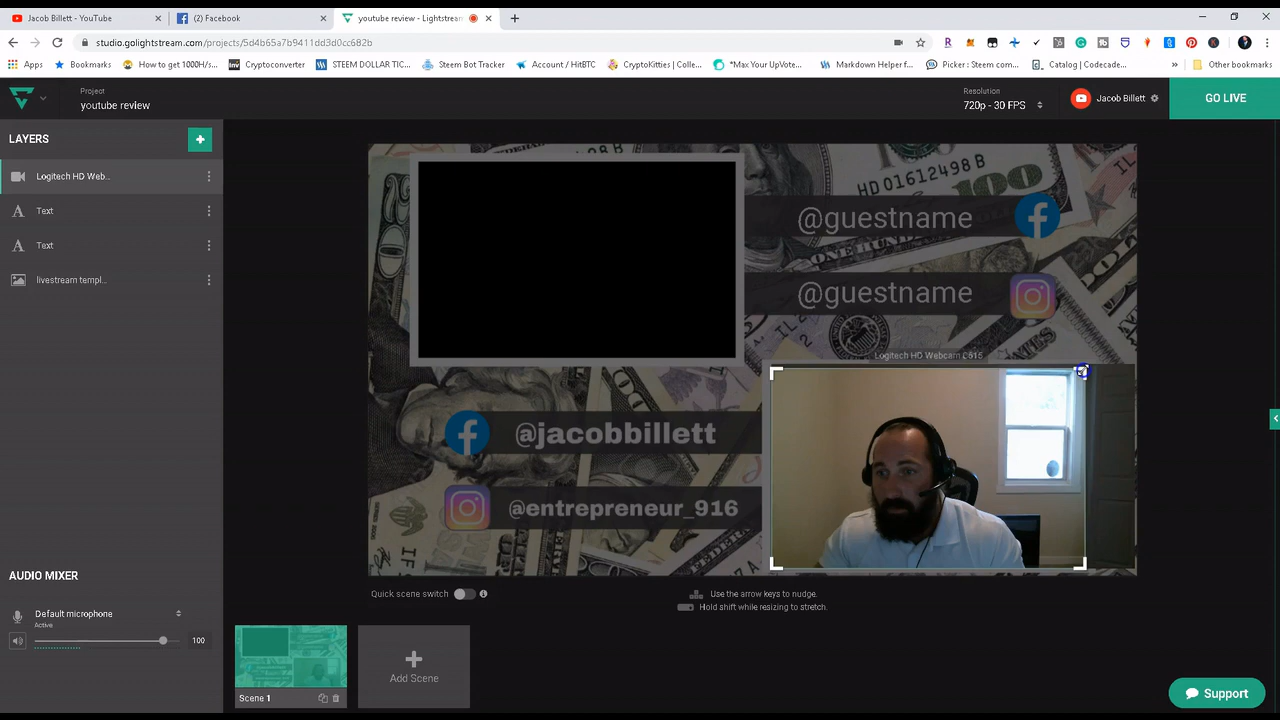 Jacob Billett - YouTube
(2) Facebook
youtube review - Lightstream
studio.golightstream.com/projects/5d4b65a7b9411dd3d0cc682b
Apps
Bookmarks
How to get 1000H/s...
Cryptoconverter
STEEM DOLLAR TIC...
Steem Bot Tracker
Account / HitBTC
CryptoKitties | Colle...
*Max Your UpVote...
Markdown Helper f...
Picker : Steem com...
Catalog | Codecade...
»
Other bookmarks
Project
youtube review
Resolution
720p - 30 FPS
Jacob Billett
GO LIVE
LAYERS
Logitech HD Web..
Text
Text
livestream templ..
HD 01612498 B
100
@guestname
@guestname
Logitech HD Webcam C615
@jacobbillett
@entrepreneur_916
Quick scene switch
Use the arrow keys to nudge.
Hold shift while resizing to stretch.
AUDIO MIXER
Default microphone
Active
100
Scene 1
Add Scene
Support